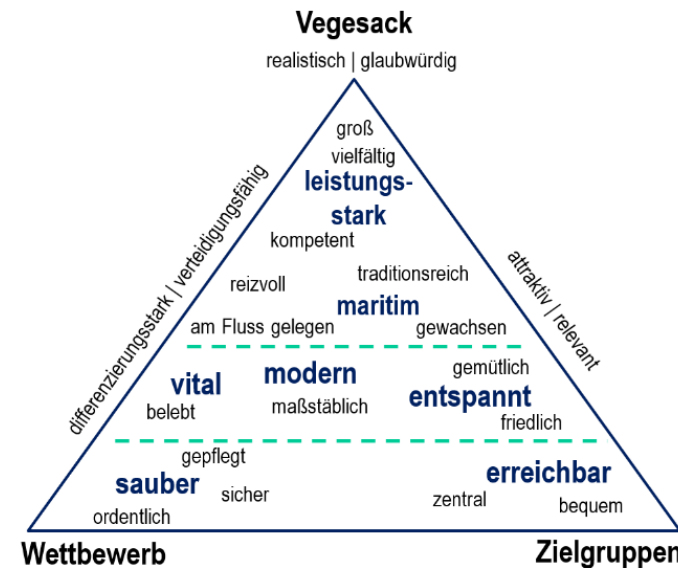 Vegesack
realistisch | glaubwürdig
groß
vielfältig
leistungs-
stark
kompetent
differenzierungsstark | verteidigungsfähig
attraktiv | relevant
reizvoll
traditionsreich
maritim
am Fluss gelegen
gewachsen
vital
modern
gemütlich
belebt
maßstäblich
entspannt
friedlich
gepflegt
sauber
sicher
erreichbar
zentral
bequem
ordentlich
Wettbewerb
Zielgruppen